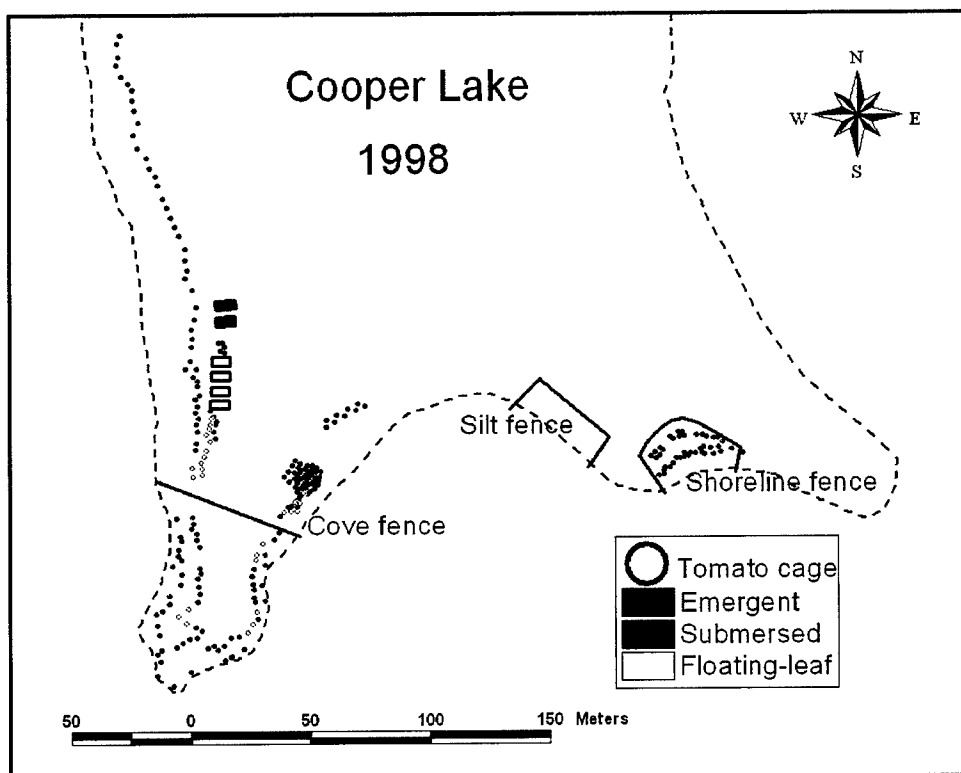 Cooper Lake
1998
N
W E
S
Silt fence
Shoreline fence
Cove fence
Tomato cage
Emergent
Submersed
Floating-leaf
50 0 50 100 150 Meters